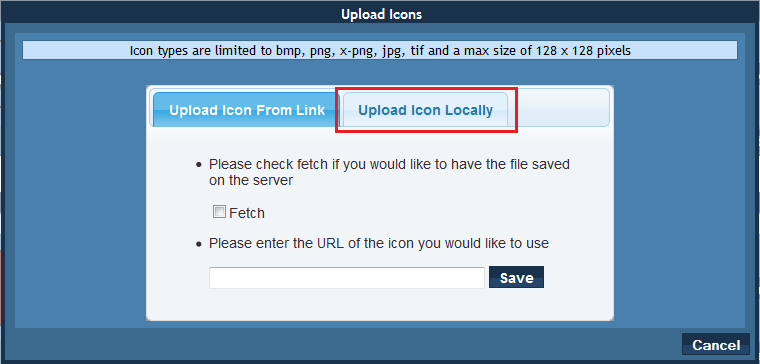 Upload Icons
Icon types are limited to bmp, png, x-png, jpg, tif and a max size of 128 x 128 pixels
Upload Icon From Link
Upload Icon Locally
Please check fetch if you would like to have the file saved
on the server
Fetch
Please enter the URL of the icon you would like to use
Save
Cancel